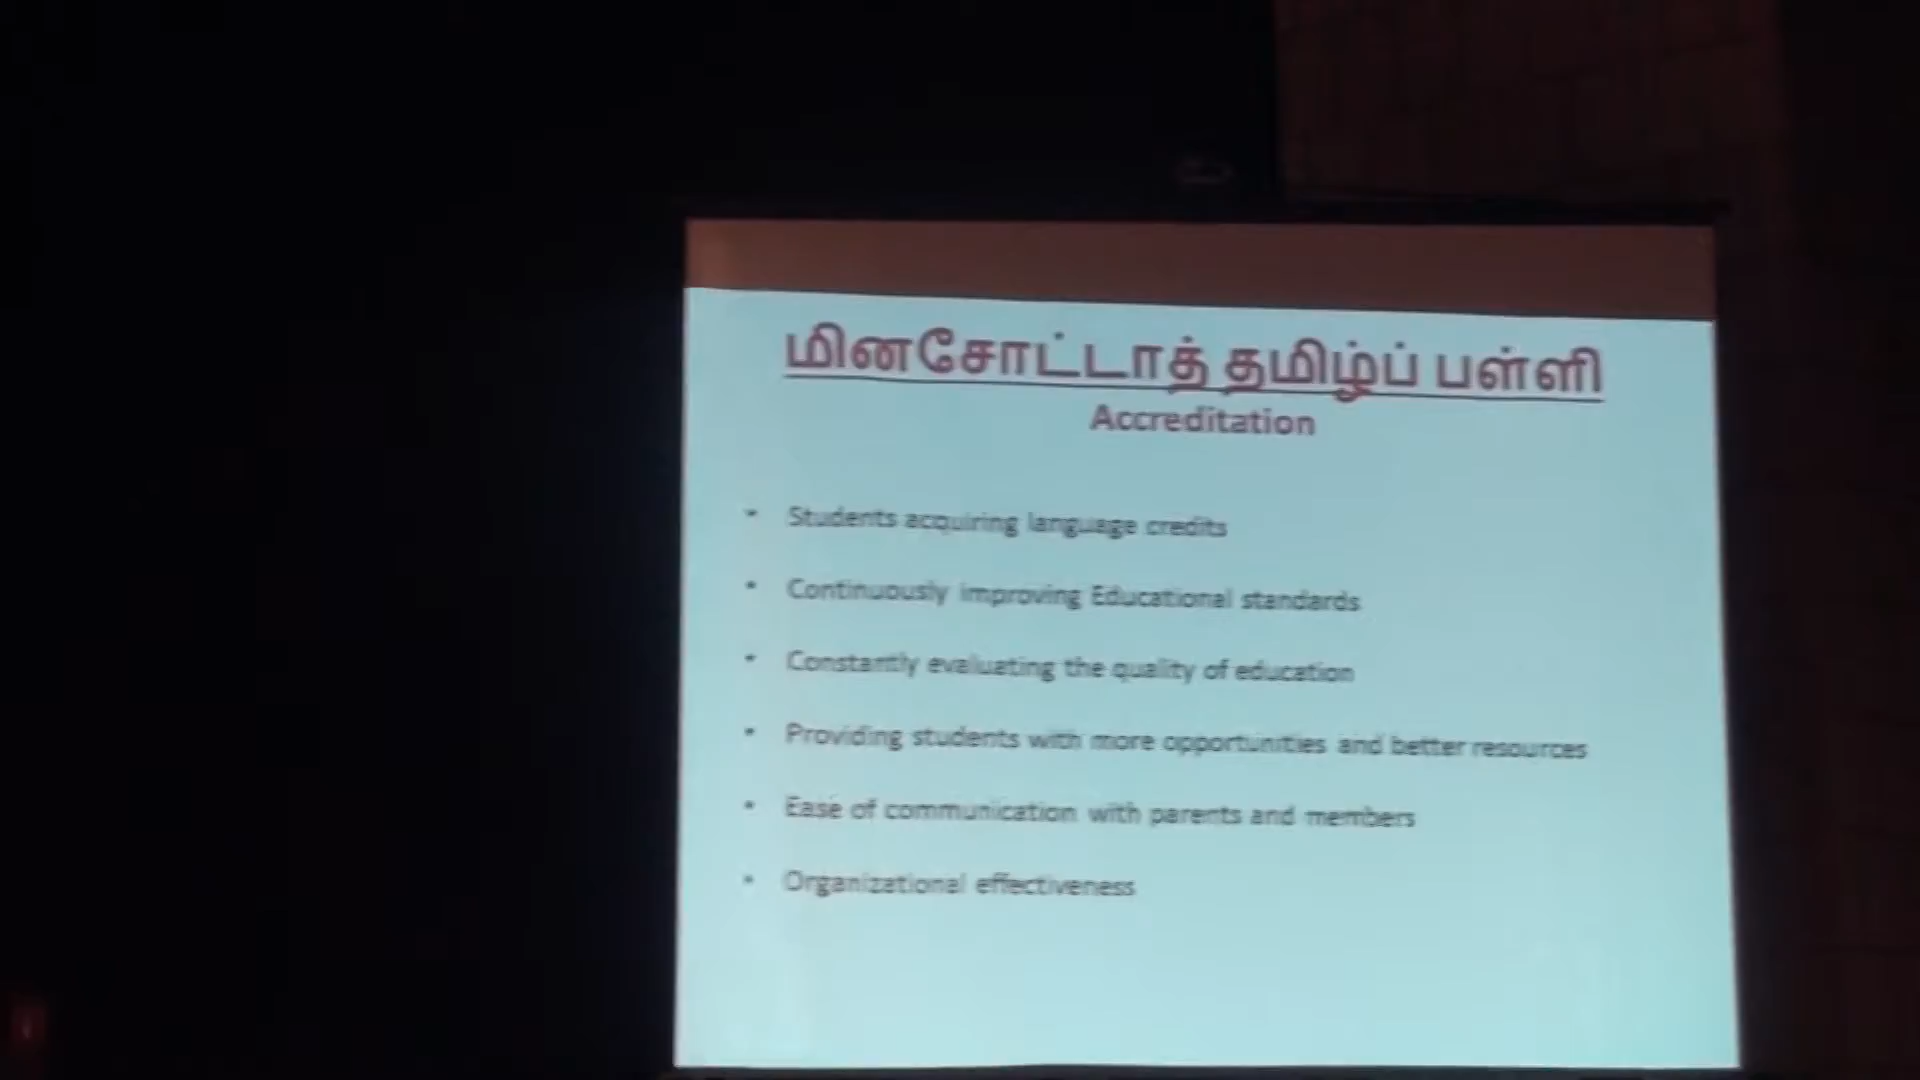 மினசோட்டாத் தமிழ்ப் பள்ளி
Accreditation
• Students acquiring language credits
• Continuously improving Educational standards
• Constantly evaluating the quality of education
• Providing students with more opportunities and better resources
• Ease of communication with parents and members
• Organizational effectiveness